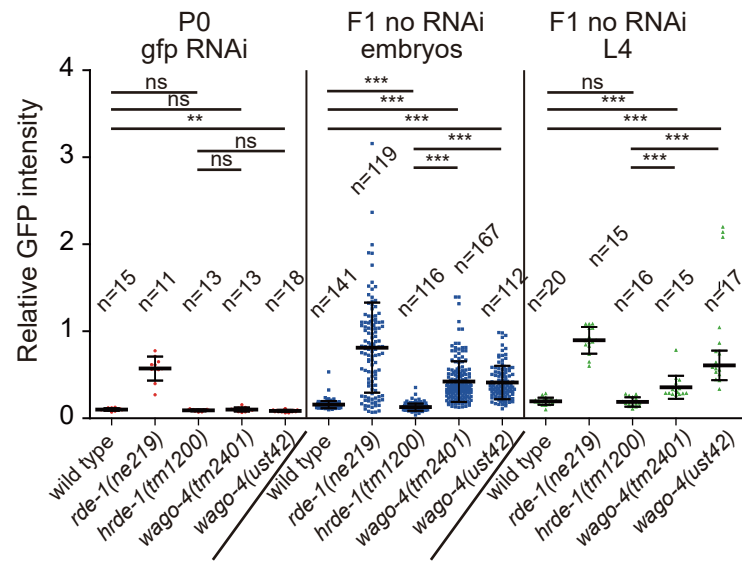 P0
gfp RNAi
F1 no RNAi
embryos
F1 no RNAi
L4
Relative GFP intensity
4
3
2
1
0
ns
ns
**
ns
ns
n=15
n=11
n=13
n=13
n=18
***
***
***
***
***
n=141
n=119
n=116
n=167
n=112
ns
***
***
***
***
n=20
n=15
n=16
n=15
n=17
wild type
rde-1(ne219)
hrde-1(tm1200)
wago-4(tm2401)
wago-4(ust42)
wild type
rde-1(ne219)
hrde-1(tm1200)
wago-4(tm2401)
wago-4(ust42)
wild type
rde-1(ne219)
hrde-1(tm1200)
wago-4(tm2401)
wago-4(ust42)